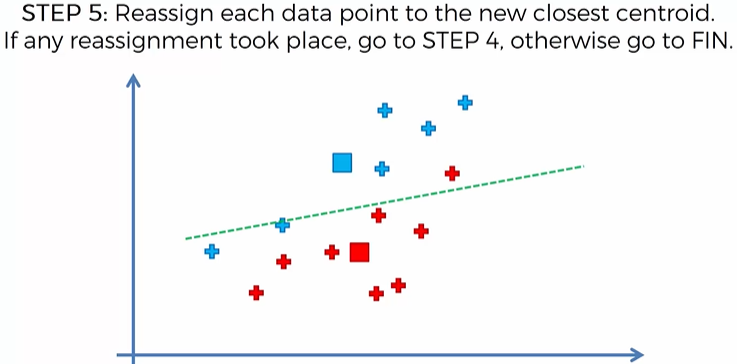 STEP 5: Reassign each data point to the new closest centroid.
If any reassignment took place, go to STEP 4, otherwise go to FIN.